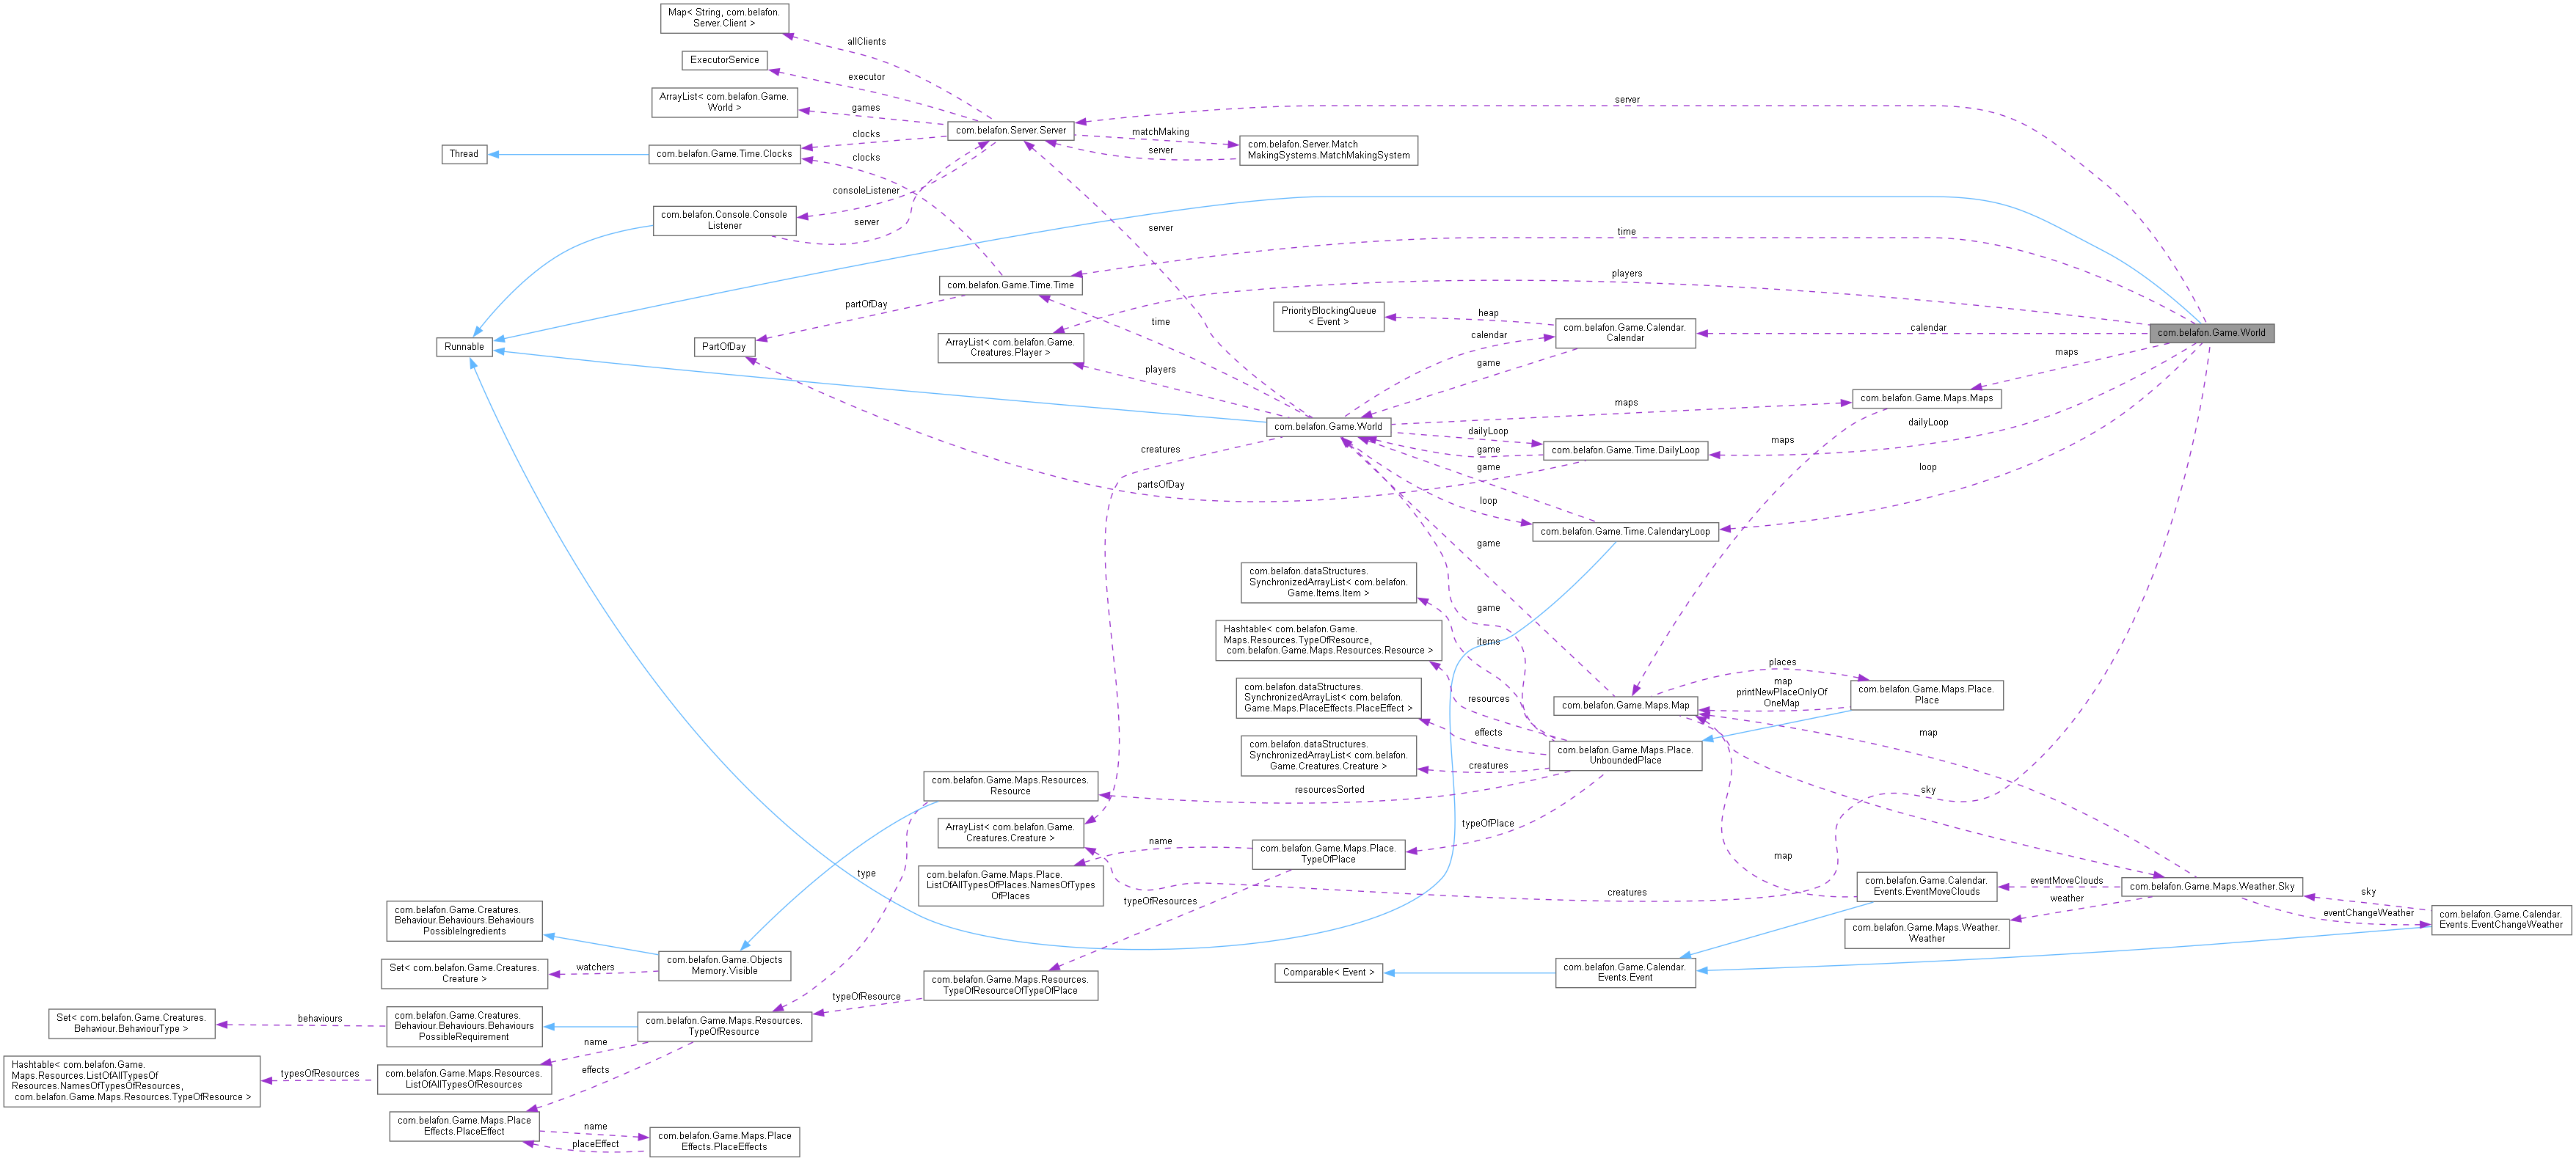 Map< String, com.belafon.
Server.Client >
allClients
ExecutorService
executor
ArrayList< com.belafon.Game.
World >
games
server
com.belafon.Server.Server
clocks
matchMaking
com.belafon.Server.Match
MakingSystems.MatchMakingSystem
server
Thread
com.belafon.Game.Time.Clocks
clocks
consoleListener
com.belafon.Console.Console
Listener
server
server
time
players
com.belafon.Game.Time.Time
partOfDay
time
PriorityBlockingQueue
< Event >
heap
com.belafon.Game.Calendar.
Calendar
calendar
com.belafon.Game.World
calendar
game
Runnable
PartOfDay
ArrayList< com.belafon.Game.
Creatures.Player >
players
maps
com.belafon.Game.Maps.Maps
maps
com.belafon.Game.World
dailyLoop
dailyLoop
maps
creatures
game
com.belafon.Game.Time.DailyLoop
game
loop
partsOfDay
loop
com.belafon.Game.Time.CalendaryLoop
game
com.belafon.dataStructures.
SynchronizedArrayList< com.belafon.
Game.Items.Item >
game
items
Hashtable< com.belafon.Game.
Maps.Resources.TypeOfResource,
com.belafon.Game.Maps.Resources.Resource >
resources
com.belafon.dataStructures.
SynchronizedArrayList< com.belafon.
Game.Maps.PlaceEffects.PlaceEffect >
effects
com.belafon.Game.Maps.Map
places
map
printNewPlaceOnlyOf
OneMap
com.belafon.Game.Maps.Place.
Place
map
com.belafon.dataStructures.
SynchronizedArrayList< com.belafon.
Game.Creatures.Creature >
creatures
com.belafon.Game.Maps.Place.
UnboundedPlace
com.belafon.Game.Maps.Resources.
Resource
resourcesSorted
sky
ArrayList< com.belafon.Game.
Creatures.Creature >
typeOfPlace
name
com.belafon.Game.Maps.Place.
TypeOfPlace
map
type
com.belafon.Game.Maps.Place.
ListOfAllTypesOfPlaces.NamesOfTypes
OfPlaces
typeOfResources
creatures
com.belafon.Game.Calendar.
Events.EventMoveClouds
eventMoveClouds
weather
com.belafon.Game.Maps.Weather.Sky
sky
eventChangeWeather
com.belafon.Game.Calendar.
Events.EventChangeWeather
com.belafon.Game.Maps.Weather.
Weather
com.belafon.Game.Creatures.
Behaviour.Behaviours.Behaviours
PossibleIngredients
Set< com.belafon.Game.Creatures.
Creature >
watchers
com.belafon.Game.Objects
Memory.Visible
com.belafon.Game.Maps.Resources.
TypeOfResourceOfTypeOfPlace
Comparable< Event >
com.belafon.Game.Calendar.
Events.Event
typeOfResource
Set< com.belafon.Game.Creatures.
Behaviour.BehaviourType >
behaviours
com.belafon.Game.Creatures.
Behaviour.Behaviours.Behaviours
PossibleRequirement
com.belafon.Game.Maps.Resources.
TypeOfResource
name
effects
Hashtable< com.belafon.Game.
Maps.Resources.ListOfAllTypesOf
Resources.NamesOfTypesOfResources,
com.belafon.Game.Maps.Resources.TypeOfResource >
typesOfResources
com.belafon.Game.Maps.Resources.
ListOfAllTypesOfResources
com.belafon.Game.Maps.Place
Effects.PlaceEffect
name
placeEffect
com.belafon.Game.Maps.Place
Effects.PlaceEffects